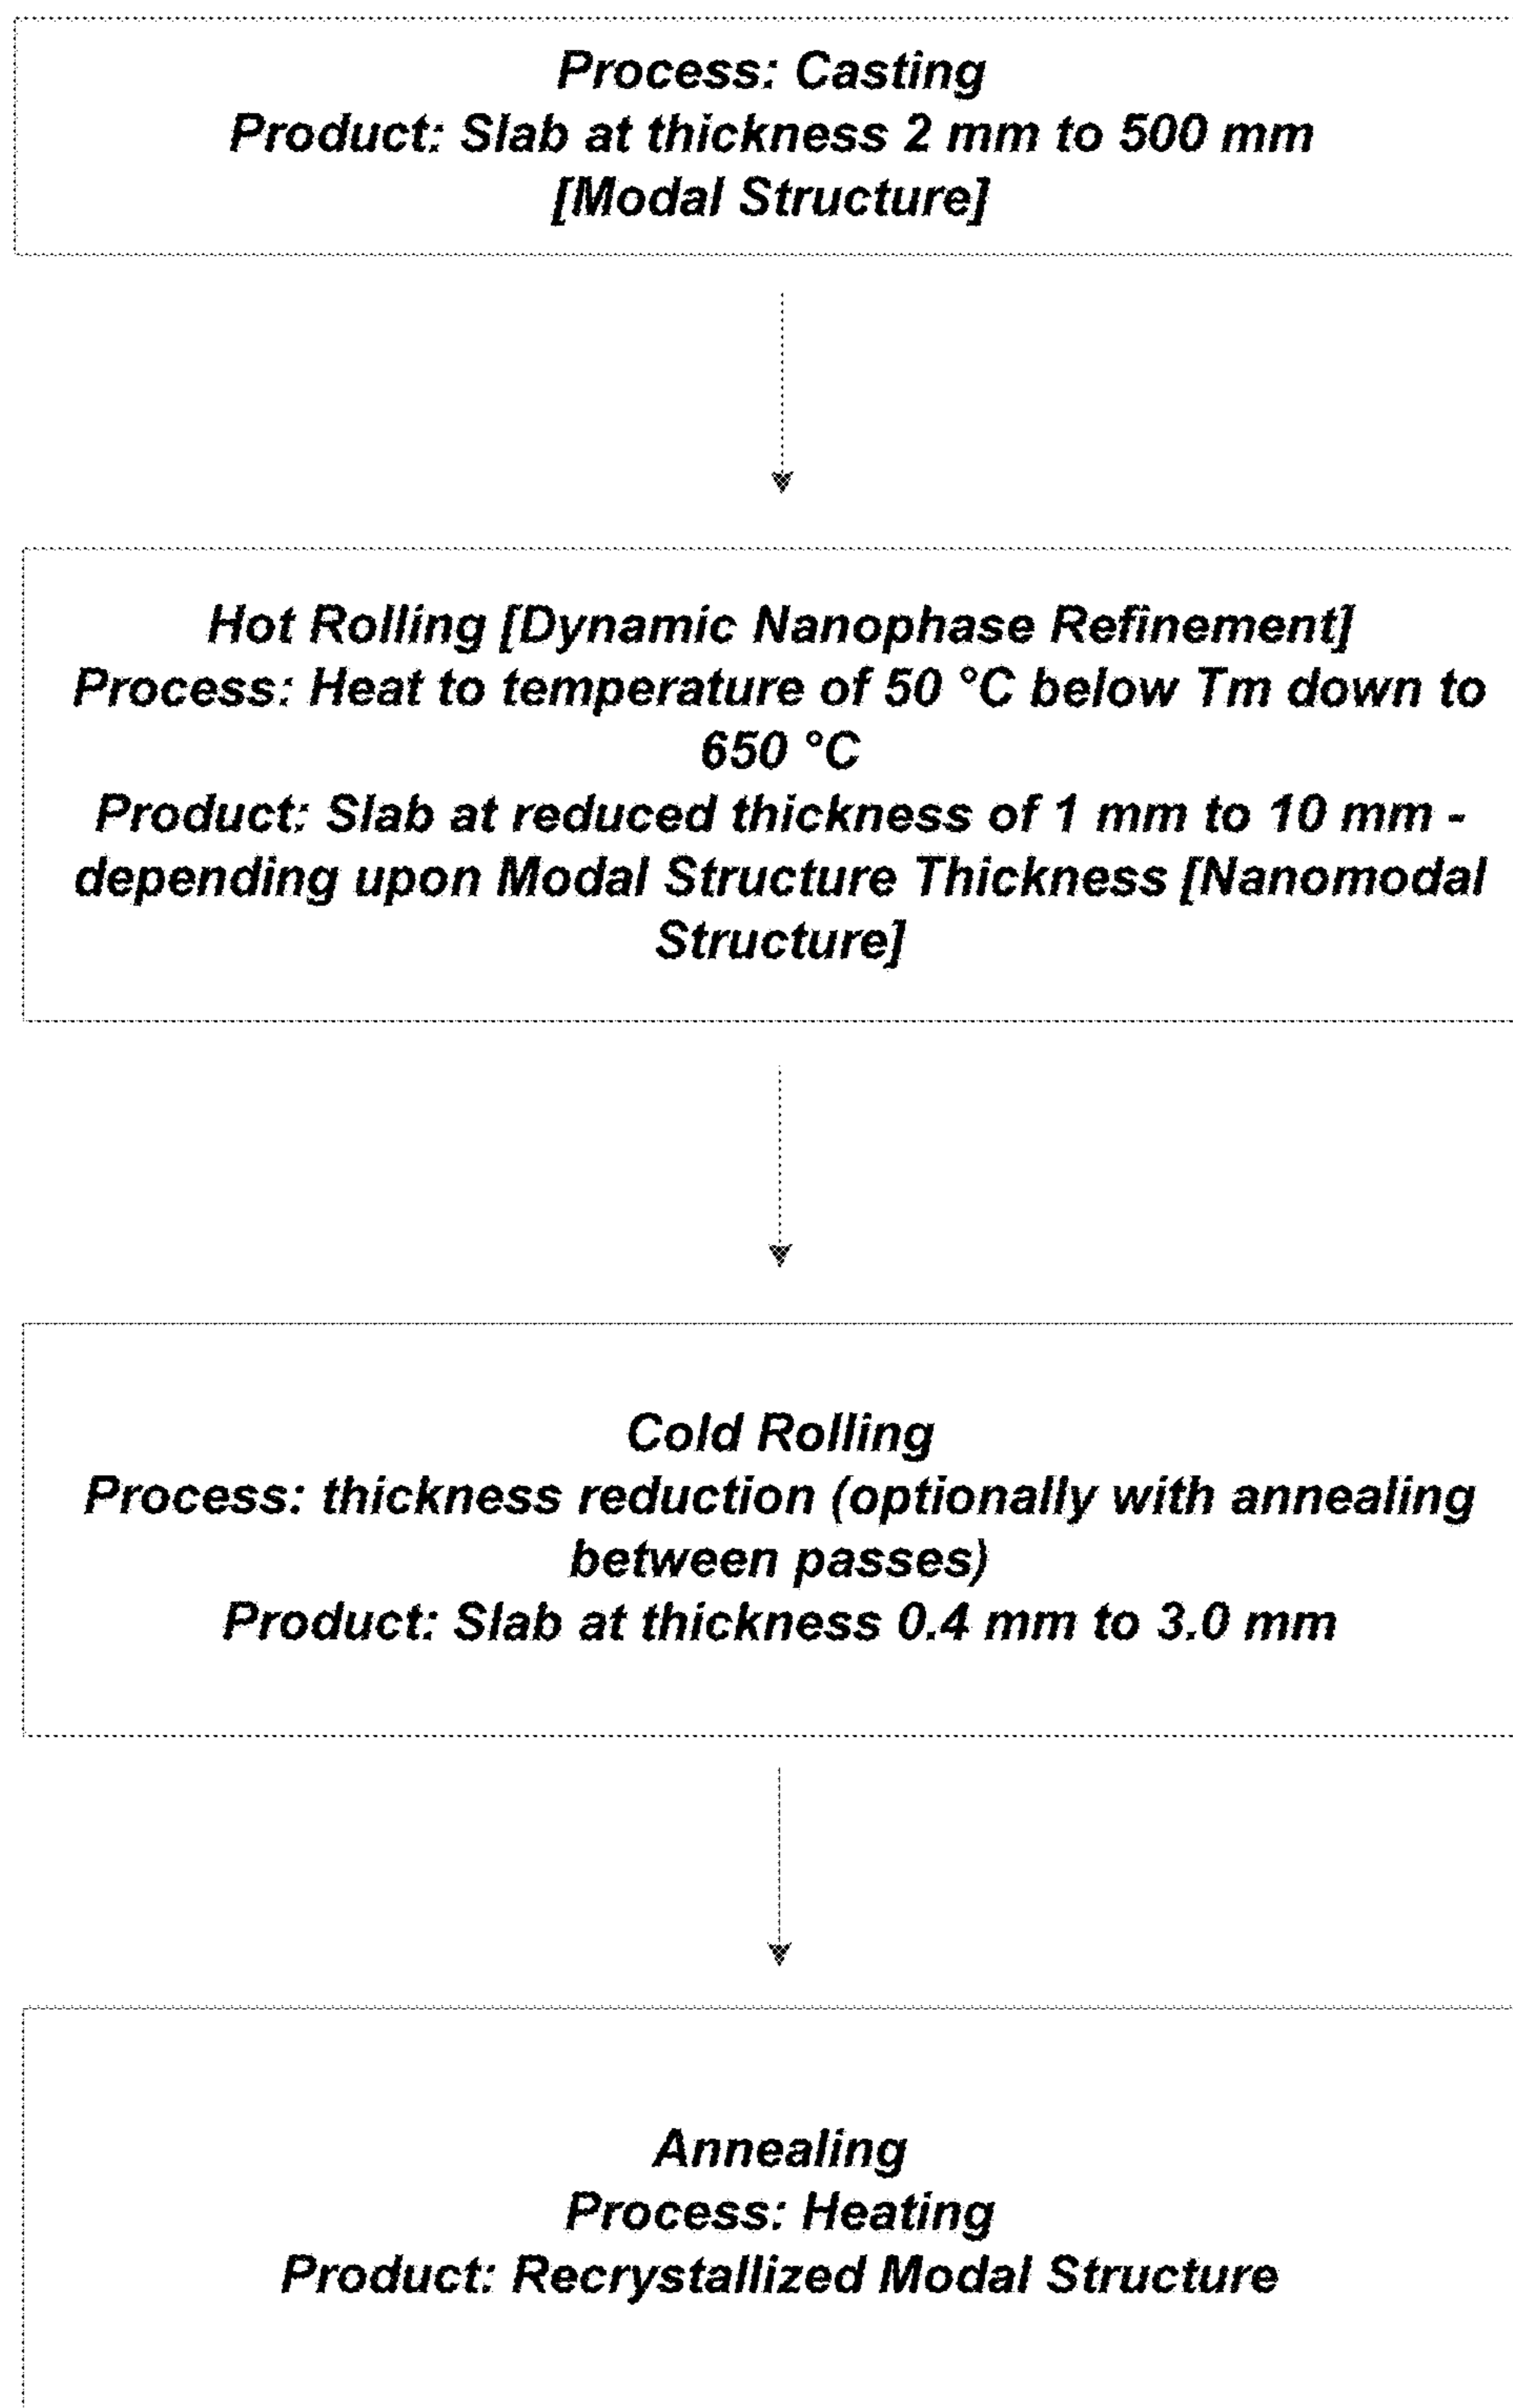 Process: Casting
Product: Slab at thickness 2 mm to 500 mm
[Modal Structure]
Hot Rolling [Dynamic Nanophase Refinement]
Process: Heat to temperature of 50 °C below Tm down to
650 °C
Product: Slab at reduced thickness of 1 mm to 10 mm -
depending upon Modal Structure Thickness [Nanomodal
Structure]
Cold Rolling
Process: thickness reduction (optionally with annealing
between passes)
Product: Slab at thickness 0.4 mm to 3.0 mm
Annealing
Process: Heating
Product: Recrystallized Modal Structure